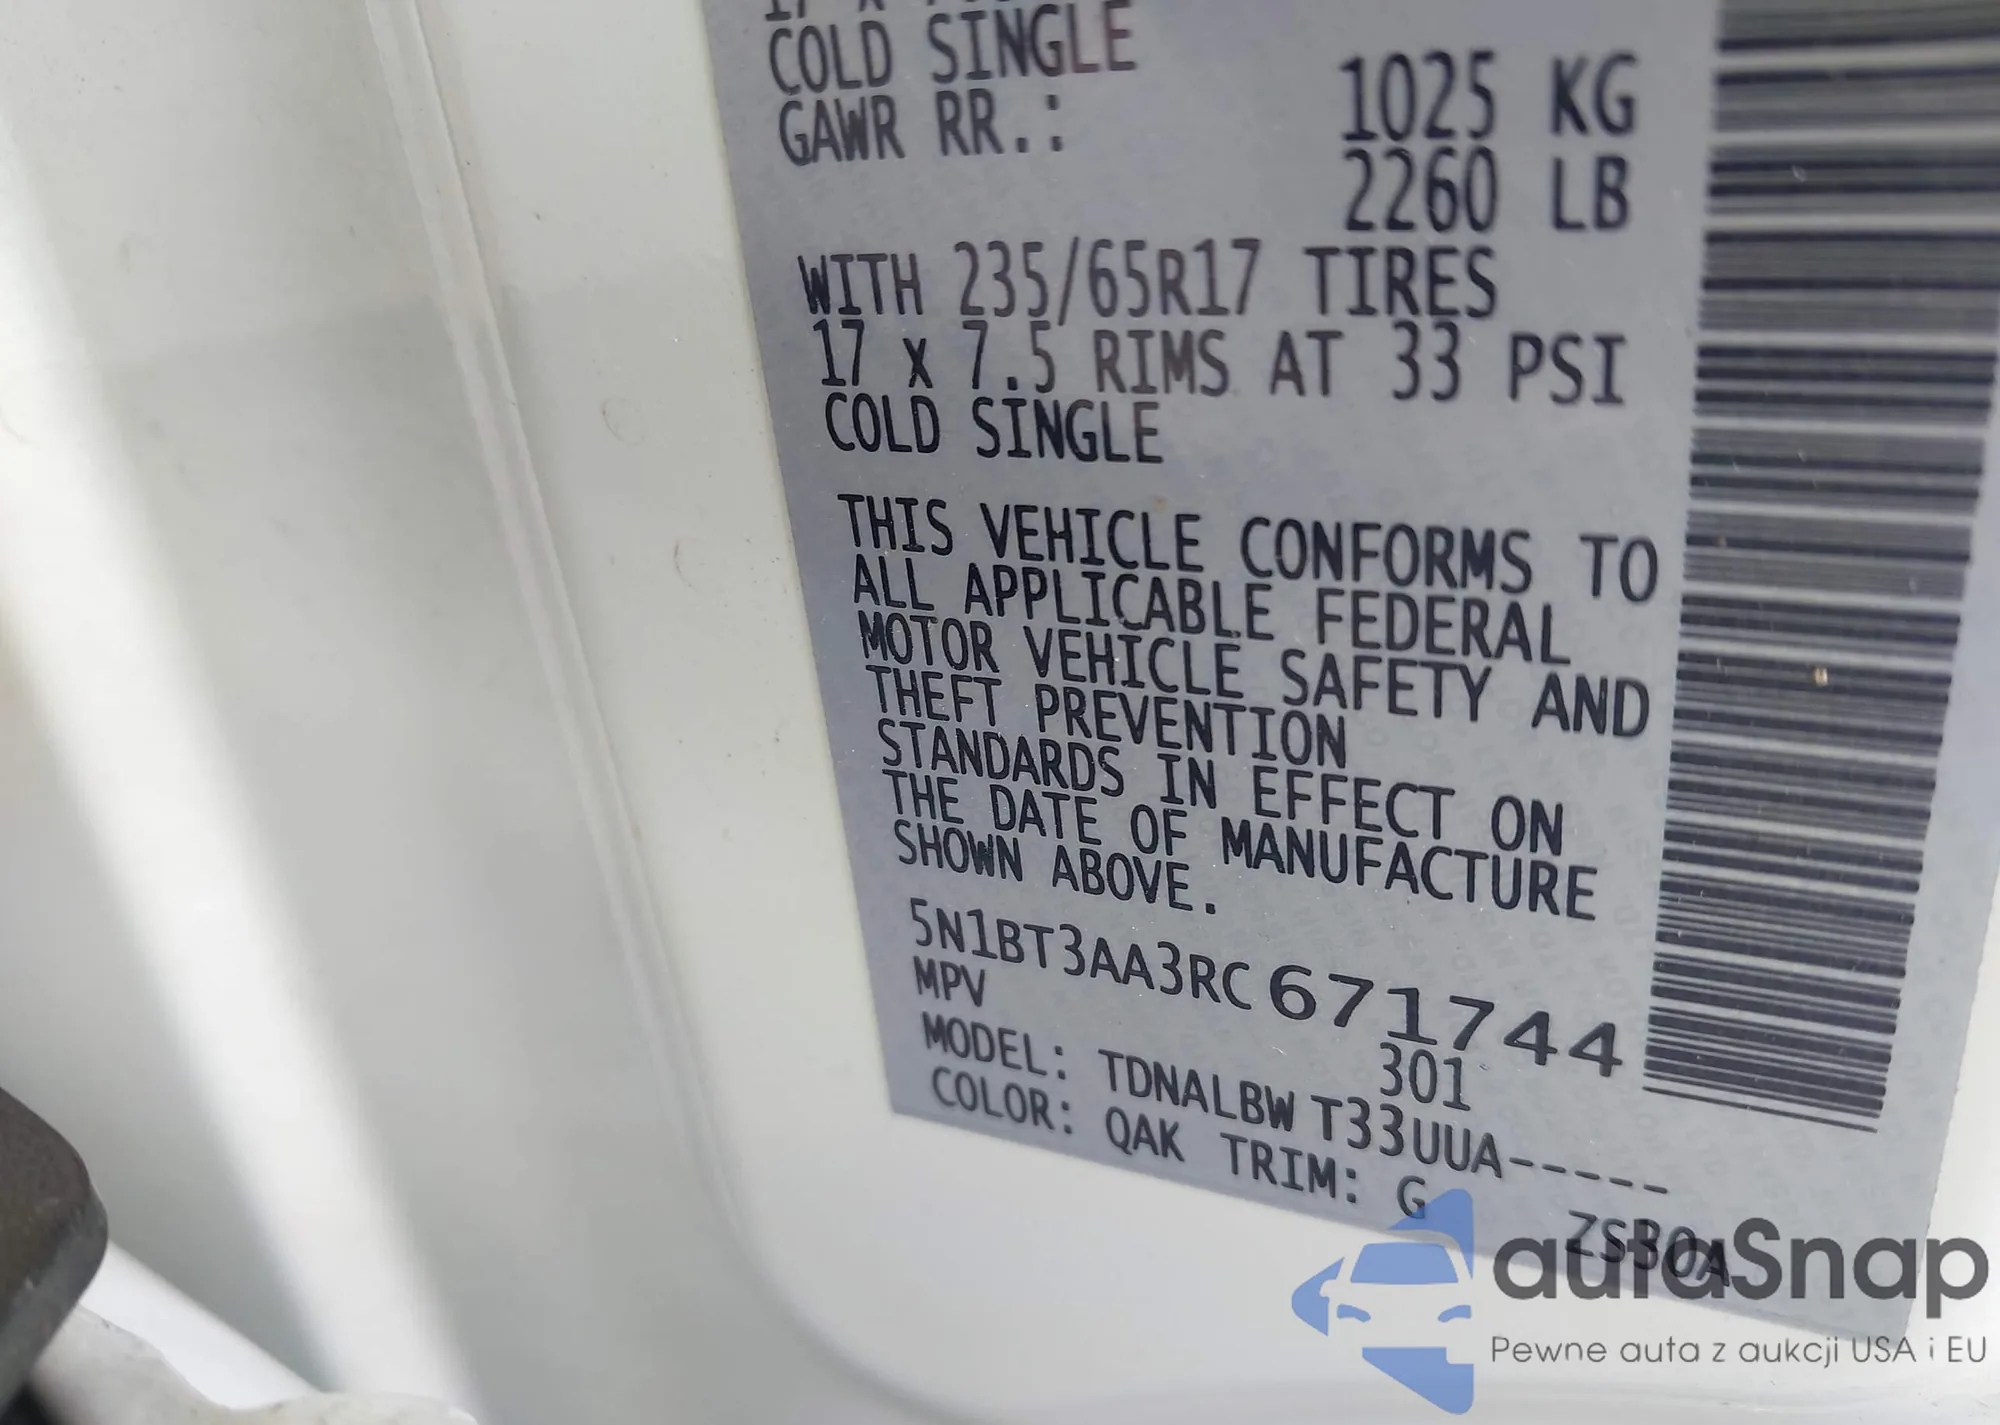 COLD SINGLE
GAWR RR.: 1025 KG
2260 LB
WITH 235/65R17 TIRES
17 x 7.5 RIMS AT 33 PSI
COLD SINGLE
THIS VEHICLE CONFORMS TO
ALL APPLICABLE FEDERAL
MOTOR VEHICLE SAFETY AND
THEFT PREVENTION
STANDARDS IN EFFECT ON
THE DATE OF MANUFACTURE
SHOWN ABOVE.
5N1BT3AA3RC671744
MPV 301
MODEL: TDNALBW T33UUA-----
COLOR: QAK TRIM: G
autoSnap
Pewne auta z aukcji USA i EU